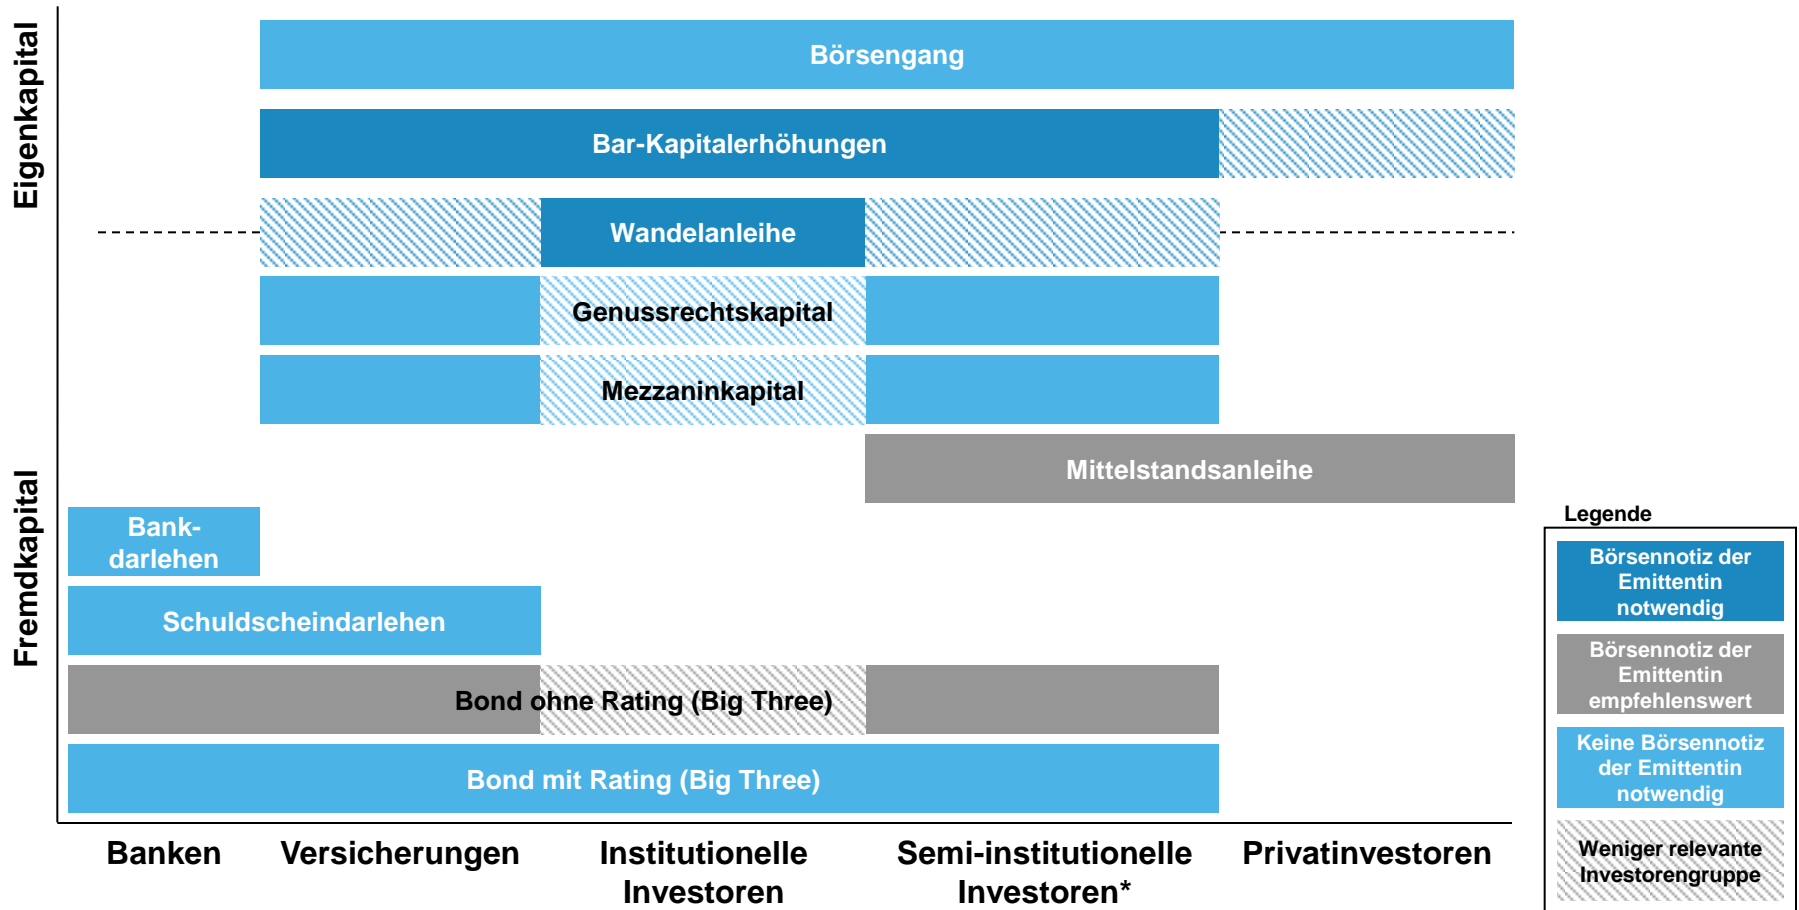 Eigenkapital
Börsengang
Bar-Kapitalerhöhungen
Wandelanleihe
Genussrechtskapital
Mezzaninkapital
Fremdkapital
Mittelstandsanleihe
Bank-
darlehen
Schuldscheindarlehen
Bond ohne Rating (Big Three)
Bond mit Rating (Big Three)
Banken
Versicherungen
Institutionelle
Investoren
Semi-institutionelle
Investoren*
Privatinvestoren
Legende
Börsennotiz der
Emittentin
notwendig
Börsennotiz der
Emittentin
empfehlenswert
Keine Börsennotiz
der Emittentin
notwendig
Weniger relevante
Investorengruppe